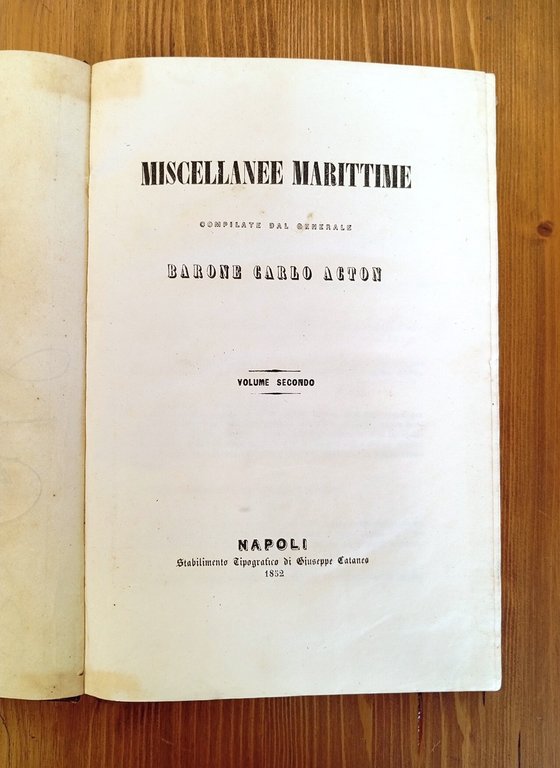 MISCELLANEE MARITTIME
COMPILATE DAL GENERALE
BARONE CARLO ACTON
VOLUME SECONDO
NAPOLI
Stabilimento Tipografico di Giuseppe Cataneo
1852